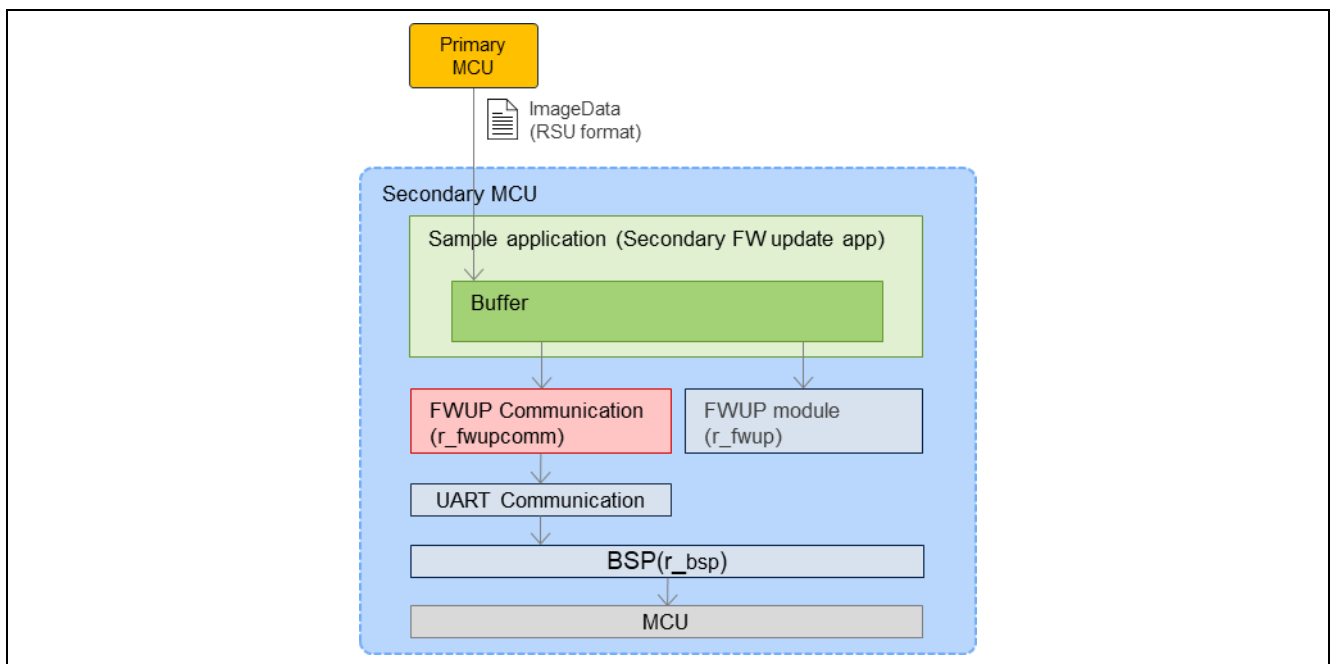 Primary
MCU
ImageData
(RSU format)
Secondary MCU
Sample application (Secondary FW update app)
Buffer
FWUP Communication
(r_fwupcomm)
FWUP module
(r_fwup)
UART Communication
BSP(r_bsp)
MCU